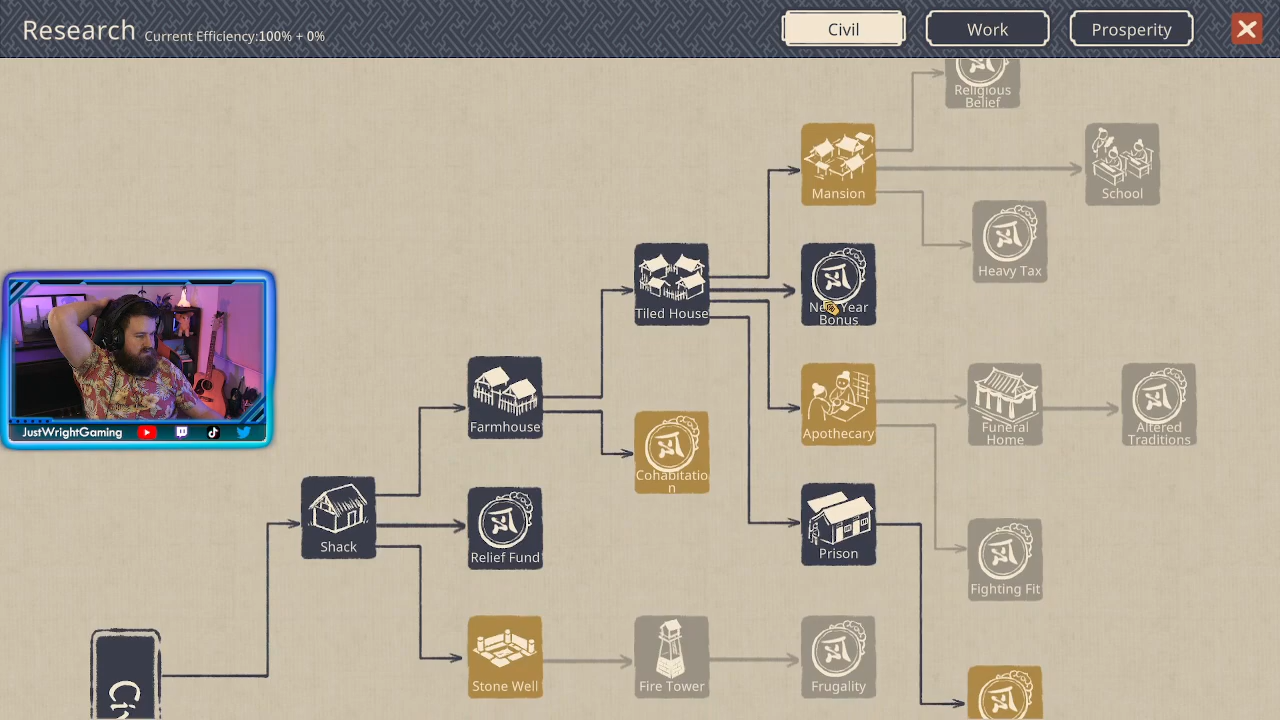 Research Current Efficiency:100% + 0%
Civil
Work
Prosperity
Religious
Belief
Mansion
School
Heavy Tax
Tiled House
New Year
Bonus
JustWrightGaming
Farmhouse
Cohabitatio
n
Apothecary
Funeral
Home
Altered
Traditions
Shack
Relief Fund
Prison
Fighting Fit
Stone Well
Fire Tower
Frugality